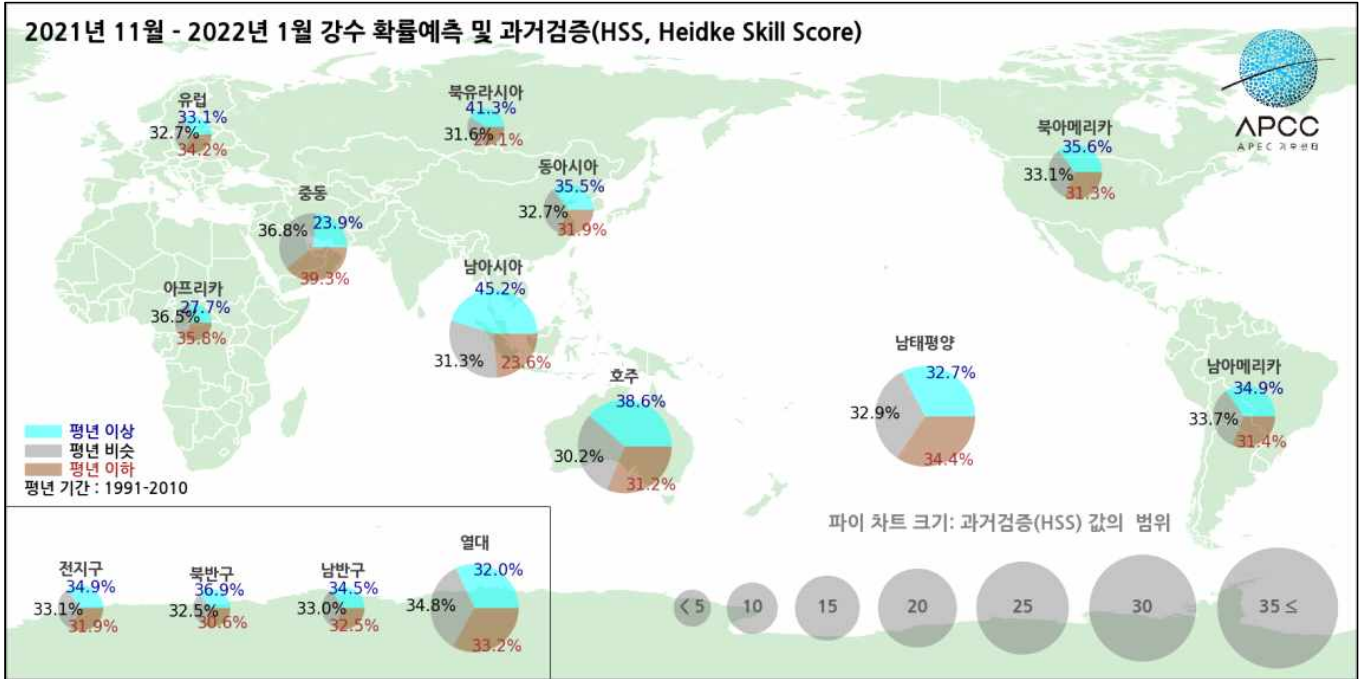 2021년 11월 - 2022년 1월 강수 확률예측 및 과거검증(HSS, Heidke Skill Score)
APCC
APEC 기후센터
유럽
33.1%
32.7%
34.2%
북유라시아
41.3%
31.6%
27.1%
북아메리카
35.6%
33.1%
31.3%
동아시아
35.5%
32.7%
31.9%
중동
36.8%
23.9%
39.3%
남아시아
45.2%
31.3%
23.6%
아프리카
27.7%
36.5%
35.8%
남태평양
32.7%
32.9%
34.4%
남아메리카
34.9%
33.7%
31.4%
호주
38.6%
30.2%
31.2%
평년 이상
평년 비슷
평년 이하
평년 기간 : 1991-2010
파이 차트 크기: 과거검증(HSS) 값의 범위
< 5
10
15
20
25
30
35 ≤
전지구
34.9%
33.1%
31.9%
북반구
36.9%
32.5%
30.6%
남반구
34.5%
33.0%
32.5%
열대
32.0%
34.8%
33.2%